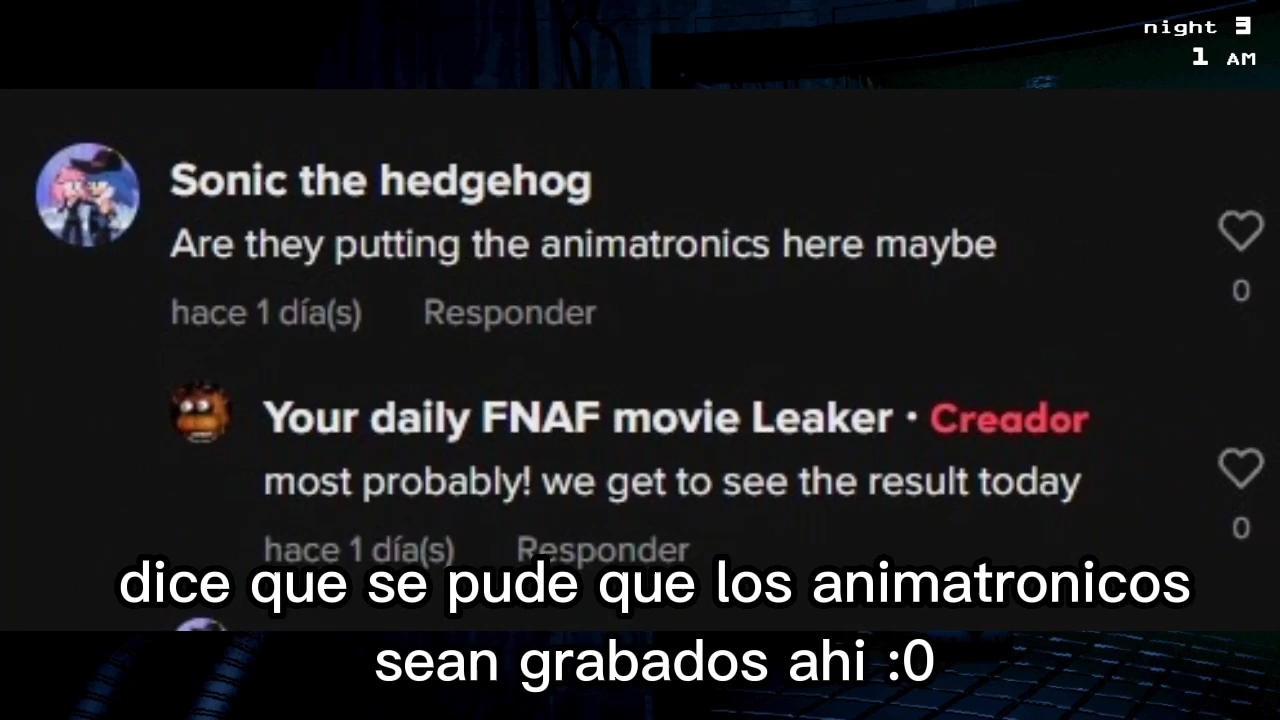 night 3
1 AM
Sonic the hedgehog
Are they putting the animatronics here maybe
hace 1 día(s) Responder
0
Your daily FNAF movie Leaker · Creador
most probably! we get to see the result today
hace 1 día(s) Responder
0
dice que se pude que los animatronicos
sean grabados ahi :0